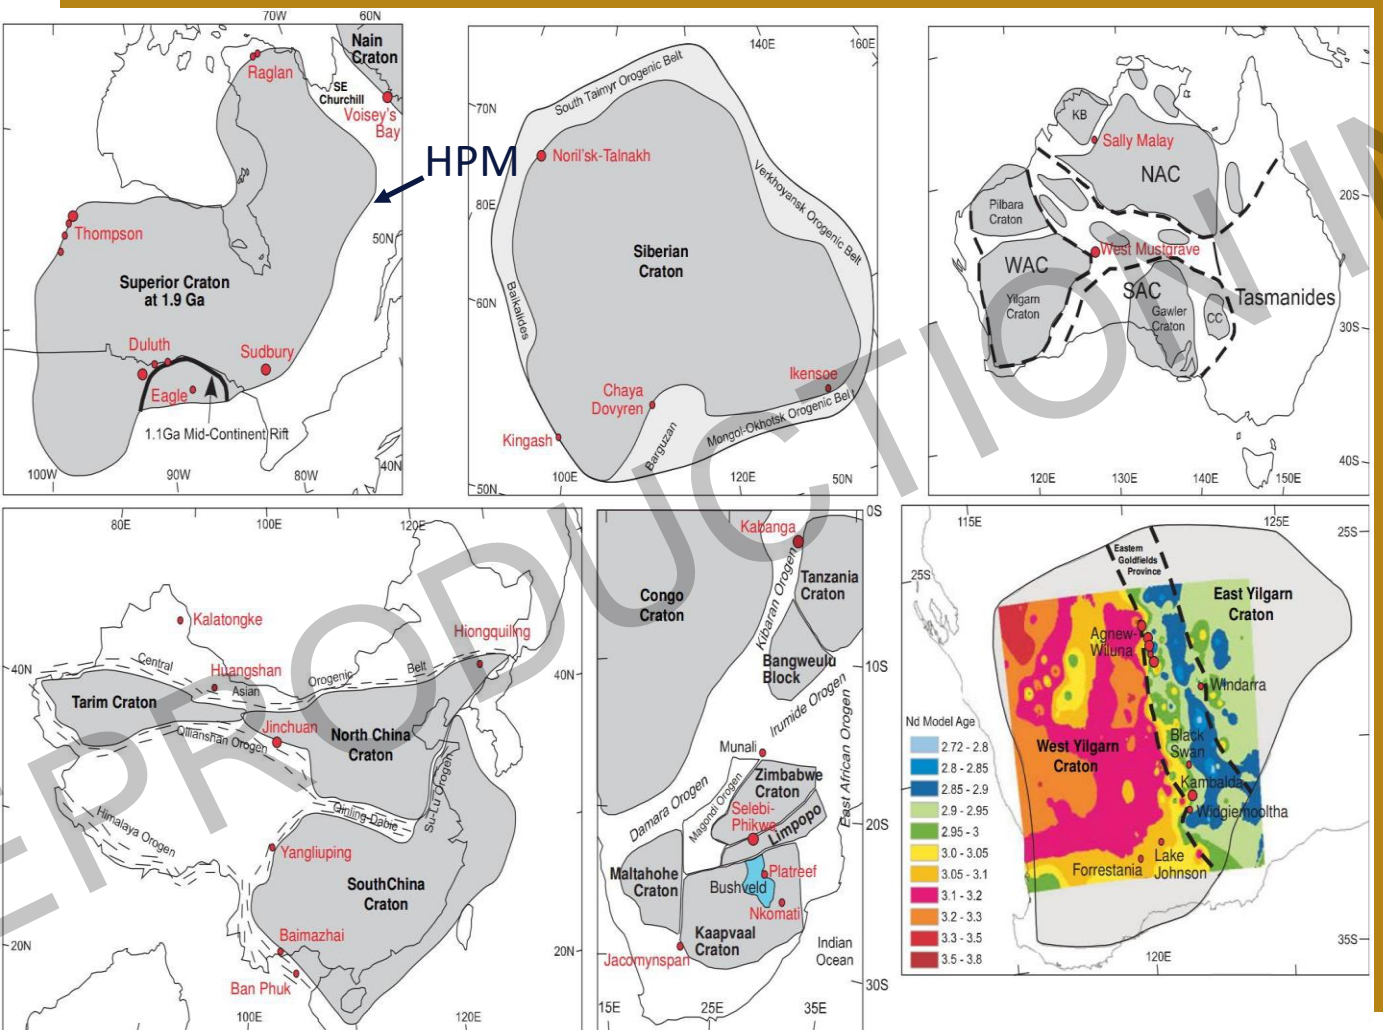 70W
60N
Nain
Craton
Raglan
SE
Churchill
Voisey's
Bay
HPM
Thompson
50N
Superior Craton
at 1.9 Ga
Duluth
Sudbury
Eagle
1.1Ga Mid-Continent Rift
100W
90W
80W
40N
140E
160E
70N
South Taimyr Orogenic Belt
Noril'sk-Talnakh
Verkhoyansk Orogenic Belt
80E
Siberian
Craton
60N
Baikalides
Ikensoe
Chaya
Dovyren
Mongol-Okhotsk Orogenic Belt
Kingash
Barguzan
50N
100E
120E
50N
KB
Sally Malay
NAC
20S
Pilbara
Craton
West Musgrave
WAC
SAC
Tasmanides
Yilgarn
Craton
Gawler
Craton
CC
30S
40S
120E
130E
140E
150E
80E
100E
120E
Kalatongke
Hiongquiling
40N
Central
Asian
Orogenic
Belt
Huangshan
40N
Tarim Craton
Jinchuan
Qilianshan Orogen
North China
Craton
Su-Lu Orogen
Himalaya Orogen
Qinling-Dabie
Yangliuping
SouthChina
Craton
Baimazhai
20N
20N
Ban Phuk
100E
120E
0S
Kabanga
Congo
Craton
Kibaran Orogen
Tanzania
Craton
Bangweulu
Block
10S
Irumide Orogen
East African Orogen
Munali
Damara Orogen
Magondi Orogen
Zimbabwe
Craton
Selebi-
Phikwe
Limpopo
20S
Maltahohe
Craton
Bushveld
Platreef
Nkomati
Kaapvaal
Craton
Jacomynspan
Indian
Ocean
30S
15E
25E
35E
115E
125E
25S
25S
Eastern
Goldfields
Province
East Yilgarn
Craton
Agnew-
Wiluna
Windarra
Nd Model Age
2.72 - 2.8
2.8 - 2.85
2.85 - 2.9
2.9 - 2.95
2.95 - 3
3.0 - 3.05
3.05 - 3.1
3.1 - 3.2
3.2 - 3.3
3.3 - 3.5
3.5 - 3.8
West Yilgarn
Craton
Black
Swan
Kambalda
Widgiemooltha
Forrestania
Lake
Johnson
35S
120E
EPRODUCTION IN